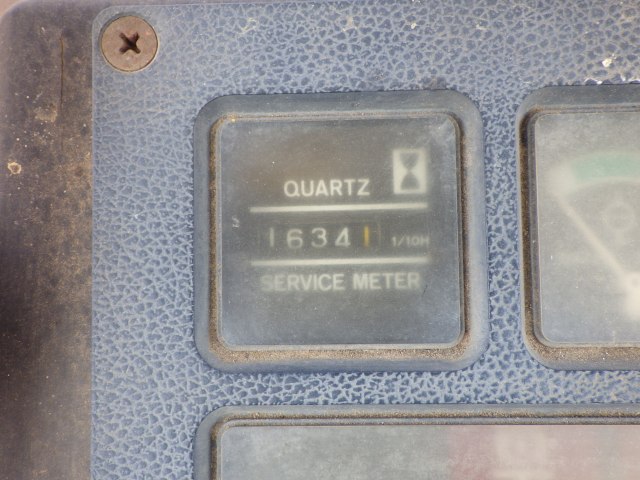 QUARTZ
16341 1/10H
SERVICE METER